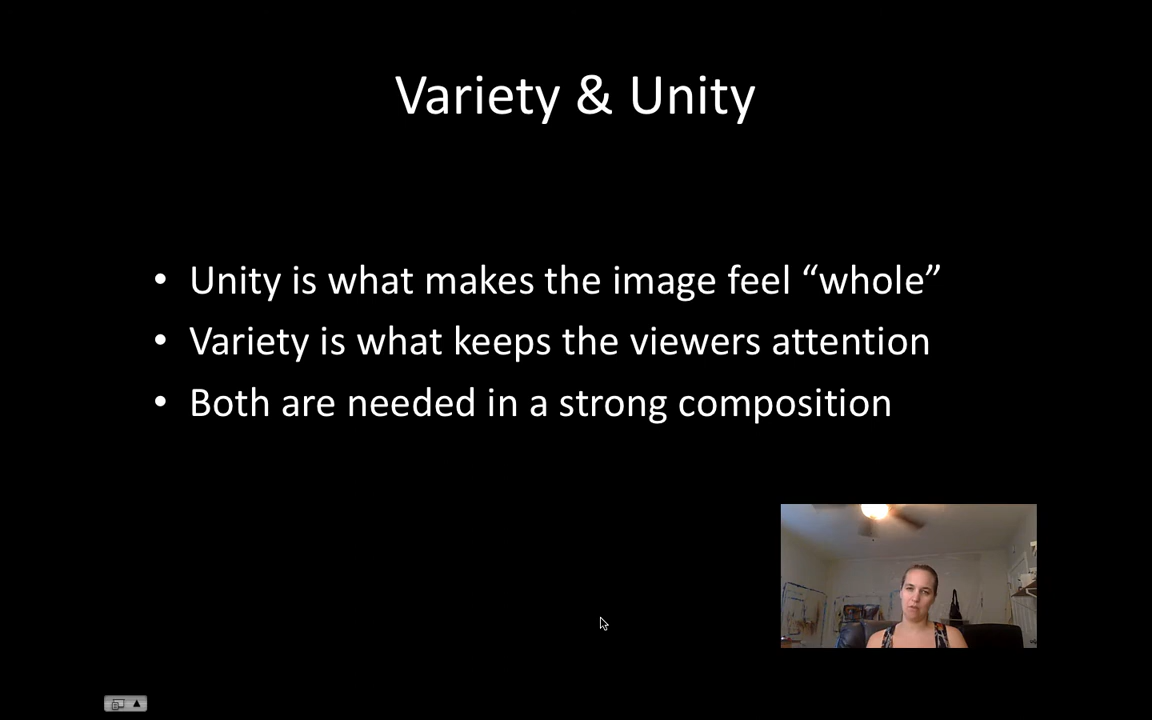 Variety & Unity
• Unity is what makes the image feel “whole”
• Variety is what keeps the viewers attention
• Both are needed in a strong composition